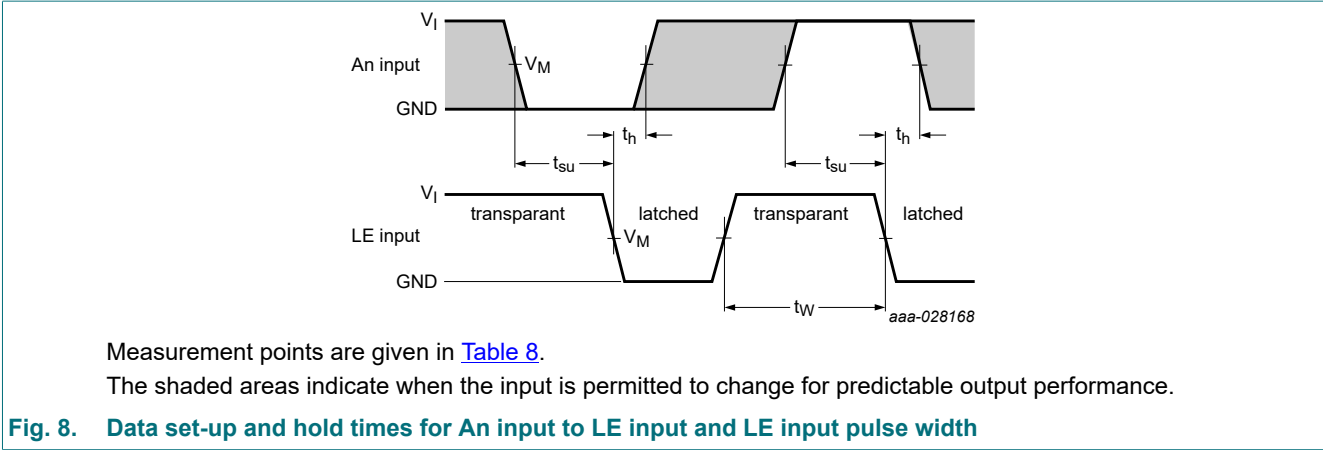 VI
An input
VM
GND
th
th
tsu
tsu
VI
transparant
latched
transparant
latched
LE input
VM
GND
tW
aaa-028168
Measurement points are given in Table 8.
The shaded areas indicate when the input is permitted to change for predictable output performance.
Fig. 8. Data set-up and hold times for An input to LE input and LE input pulse width